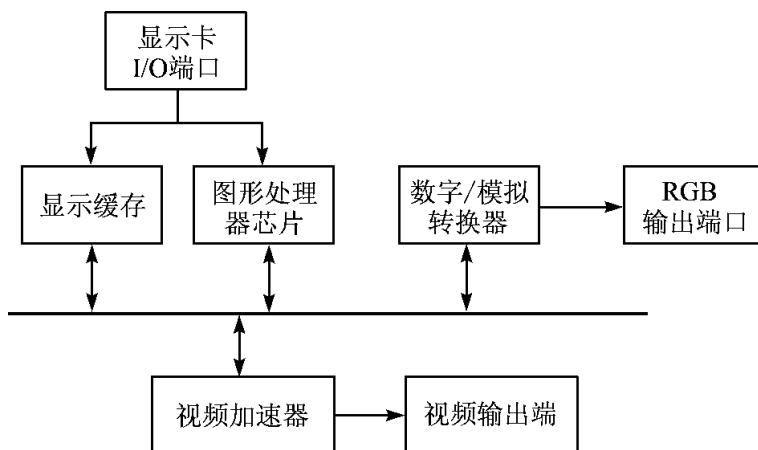 显示卡
I/O端口
显示缓存
图形处理
器芯片
数字/模拟
转换器
RGB
输出端口
视频加速器
视频输出端